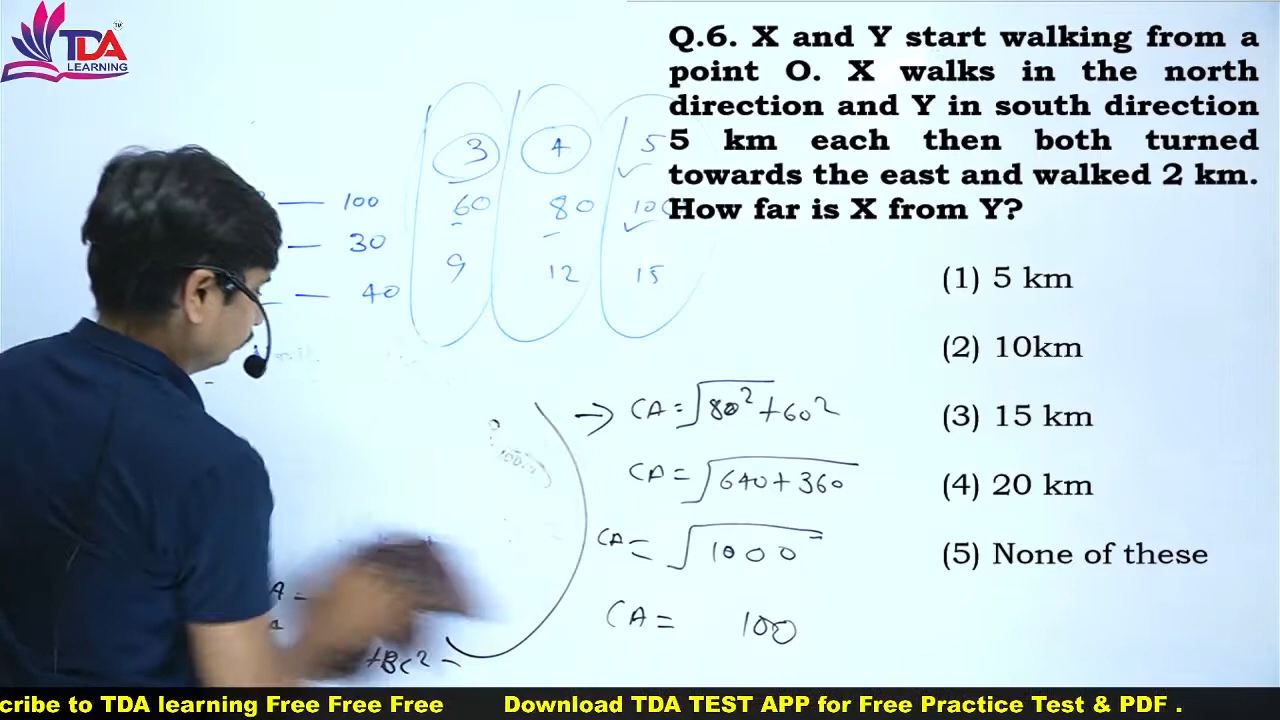 TDA
LEARNING
Q.6. X and Y start walking from a
point O. X walks in the north
direction and Y in south direction
5 km each then both turned
towards the east and walked 2 km.
How far is X from Y?
(1) 5 km
(2) 10km
(3) 15 km
(4) 20 km
(5) None of these
3 4 5
— 100 60 80 100
— 30 9 12 15
— 40
→ CA = √80² + 60²
CA = √640 + 360
CA = √1000
CA = 100
A =
+BC² –
cribe to TDA learning Free Free Free Download TDA TEST APP for Free Practice Test & PDF .